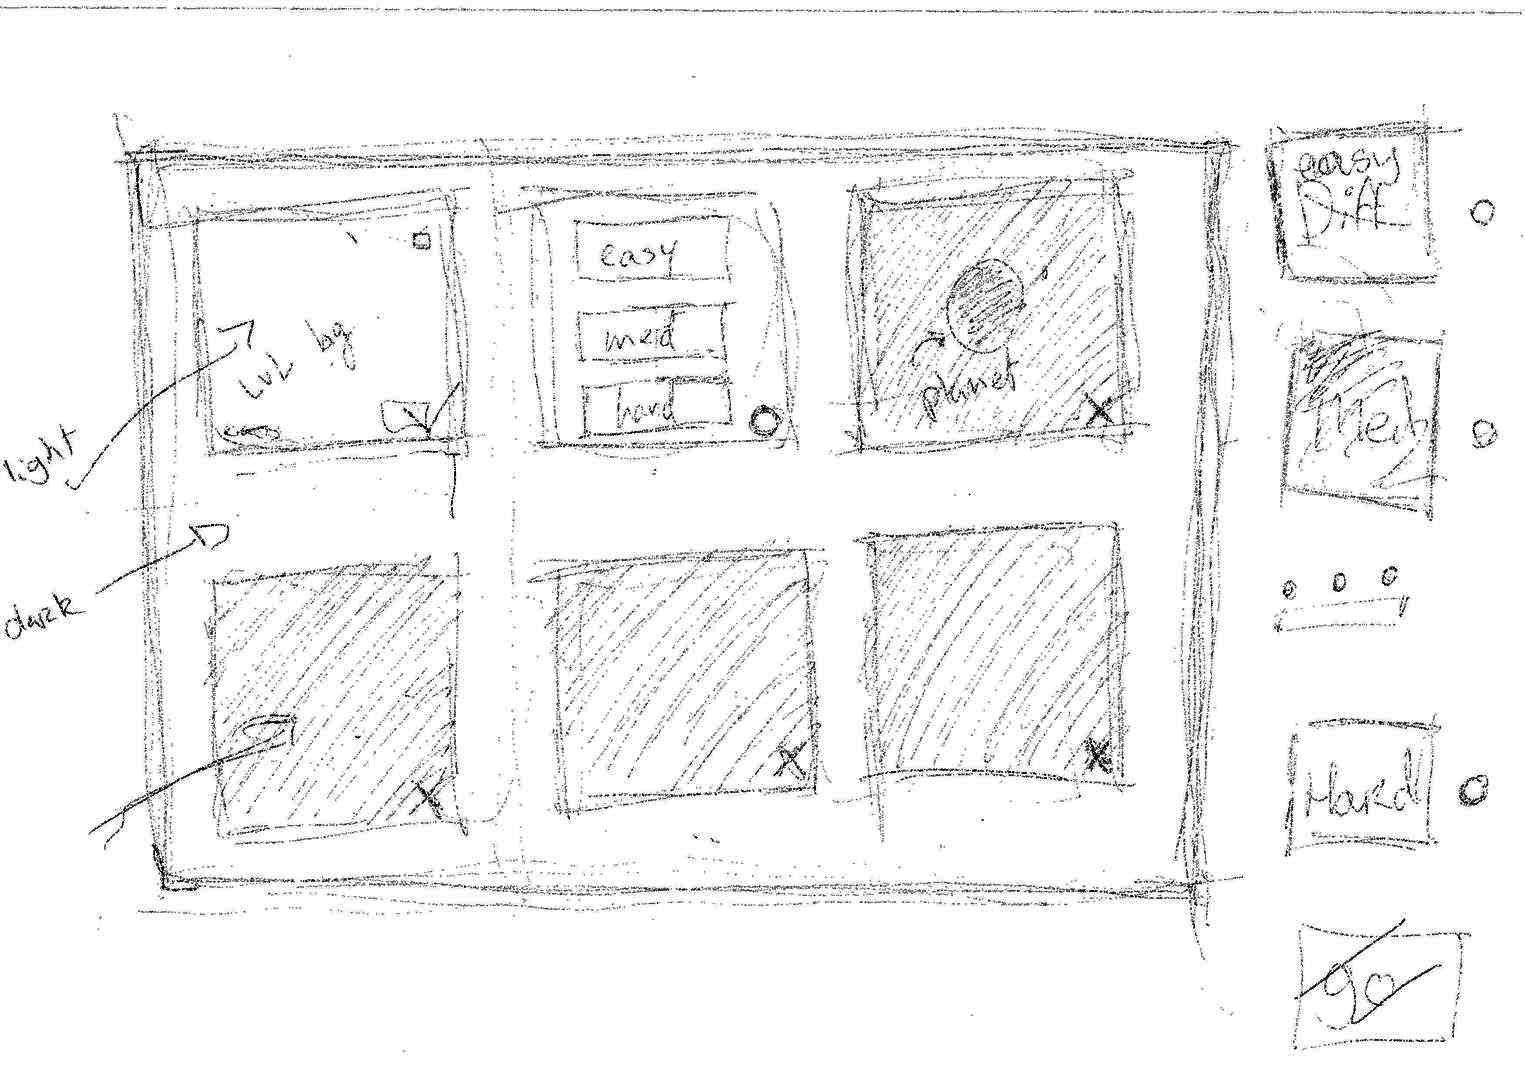 easy
Diff
easy
med
hard
lvl bg
planet
light
dark
Med
Hard
go